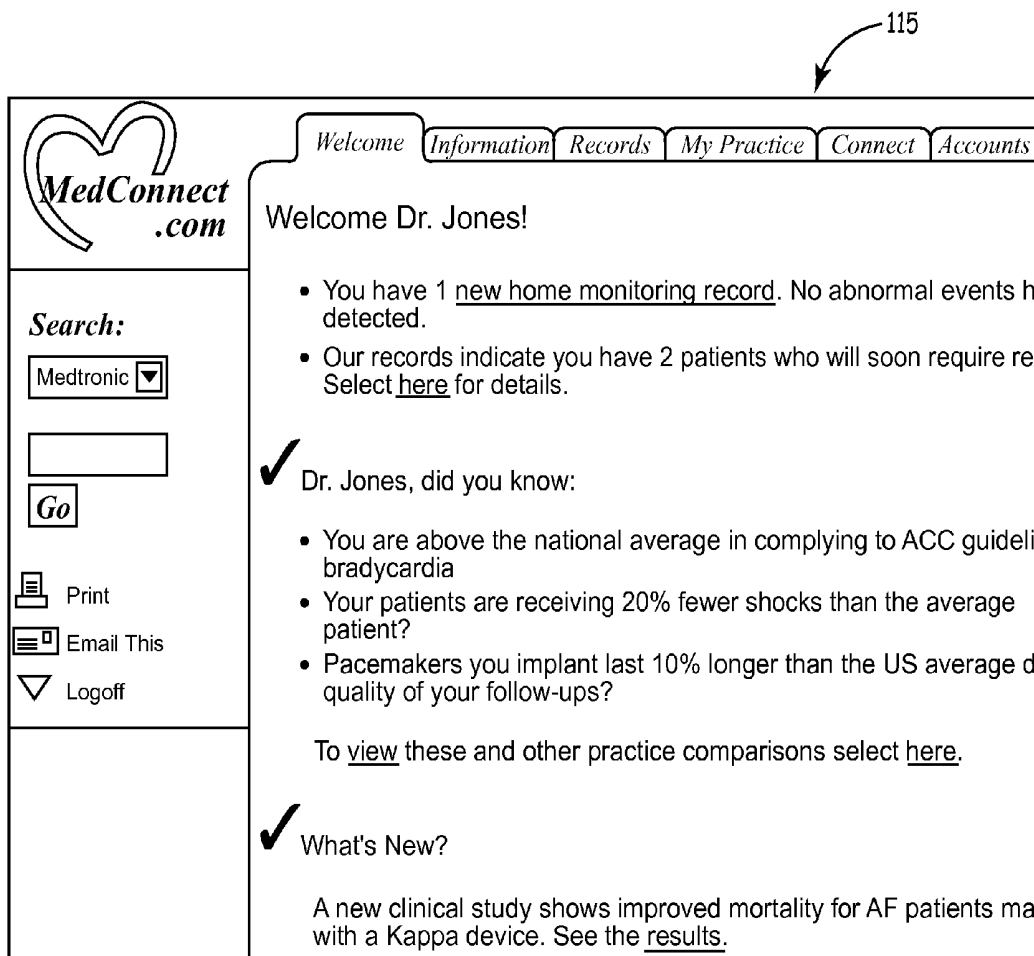 115
MedConnect
.com
Welcome Information Records My Practice Connect Accounts
Welcome Dr. Jones!
• You have 1 new home monitoring record. No abnormal events
detected.
• Our records indicate you have 2 patients who will soon require
Select here for details.
Search:
Medtronic
Go
Print
Email This
Logoff
✓ Dr. Jones, did you know:
• You are above the national average in complying to ACC
bradycardia
• Your patients are receiving 20% fewer shocks than the average
patient?
• Pacemakers you implant last 10% longer than the US average
quality of your follow-ups?
To view these and other practice comparisons select here.
✓ What's New?
A new clinical study shows improved mortality for AF patients
with a Kappa device. See the results.